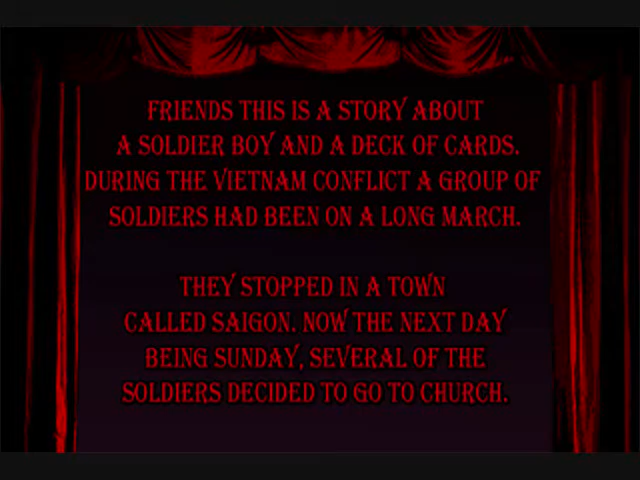 FRIENDS THIS IS A STORY ABOUT
A SOLDIER BOY AND A DECK OF CARDS.
DURING THE VIETNAM CONFLICT A GROUP OF
SOLDIERS HAD BEEN ON A LONG MARCH.
THEY STOPPED IN A TOWN
CALLED SAIGON. NOW THE NEXT DAY
BEING SUNDAY, SEVERAL OF THE
SOLDIERS DECIDED TO GO TO CHURCH.